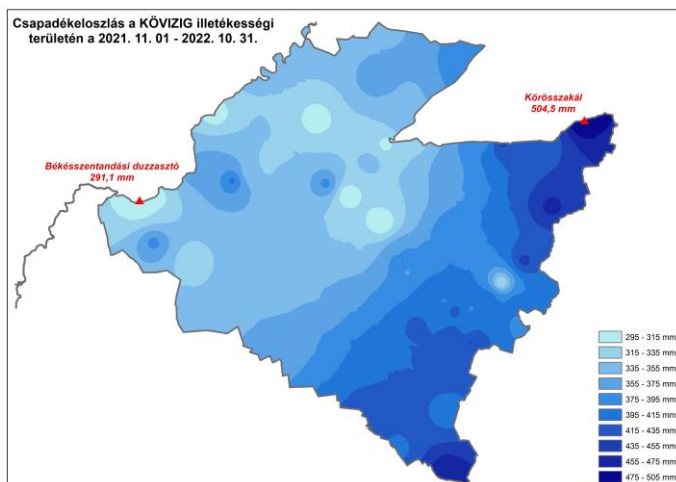 Csapadékeloszlás a KÖVIZIG illetékességi
területén a 2021. 11. 01 - 2022. 10. 31.
Körösszakál
504,5 mm
Békésszentandási duzzasztó
291,1 mm
295 - 315 mm
315 - 335 mm
335 - 355 mm
355 - 375 mm
375 - 395 mm
395 - 415 mm
415 - 435 mm
435 - 455 mm
455 - 475 mm
475 - 505 mm